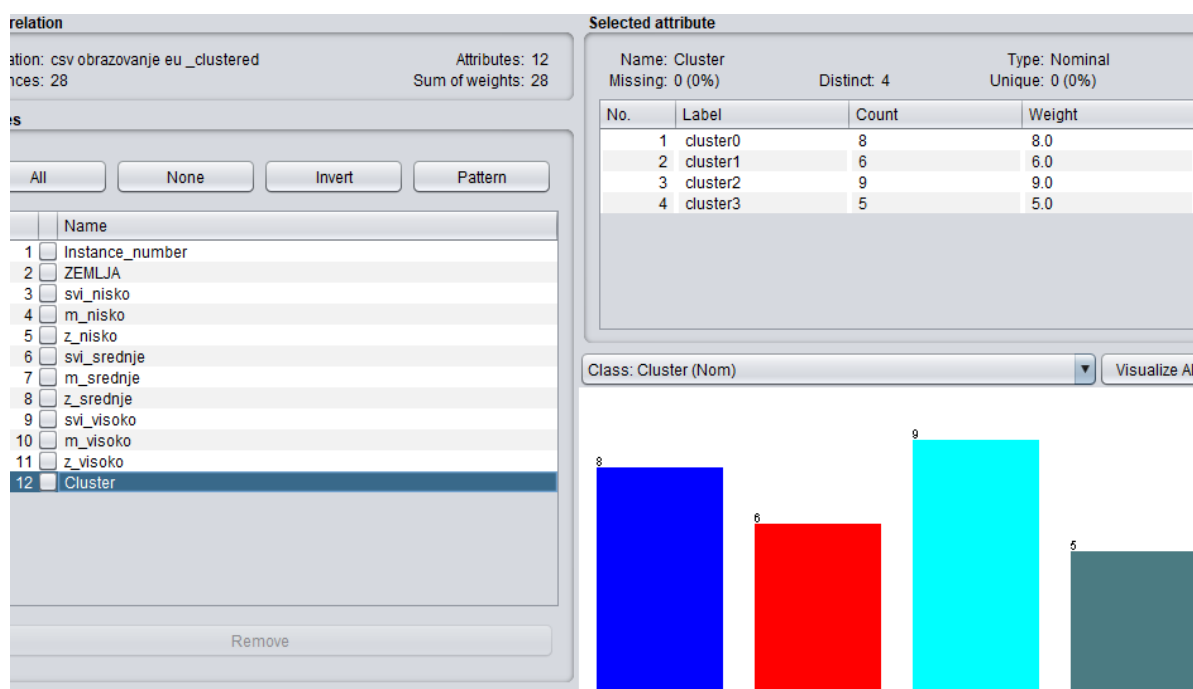 relation
ation: csv obrazovanje eu _clustered
Attributes: 12
nces: 28
Sum of weights: 28
es
All
None
Invert
Pattern
Name
1 Instance_number
2 ZEMLJA
3 svi_nisko
4 m_nisko
5 z_nisko
6 svi_srednje
7 m_srednje
8 z_srednje
9 svi_visoko
10 m_visoko
11 z_visoko
12 Cluster
Remove
Selected attribute
Name: Cluster
Type: Nominal
Missing: 0 (0%)
Distinct: 4
Unique: 0 (0%)
No. Label Count Weight
1 cluster0 8 8.0
2 cluster1 6 6.0
3 cluster2 9 9.0
4 cluster3 5 5.0
Class: Cluster (Nom)
Visualize Al
8
6
9
5